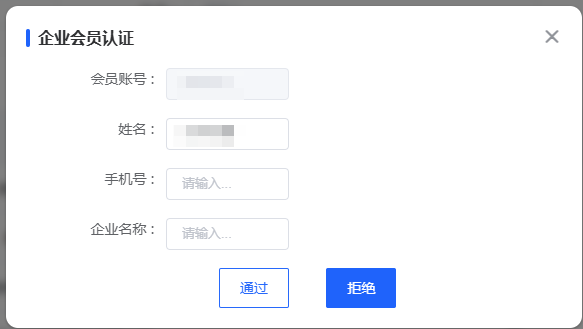 企业会员认证
会员账号：
姓名：
手机号： 请输入...
企业名称： 请输入...
通过 拒绝